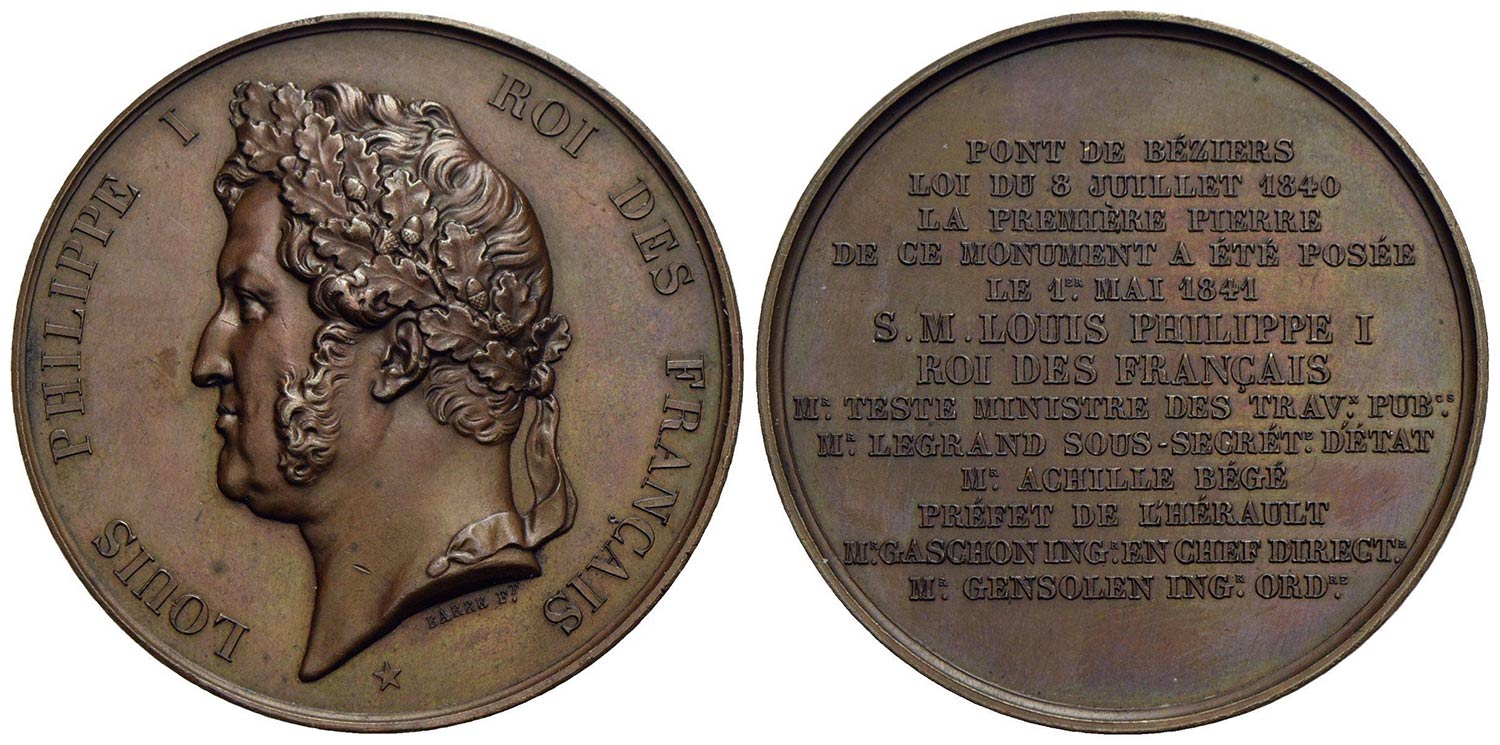 LOUIS PHILIPPE I ROI DES FRANÇAIS
BARRE Fᵀ.
PONT DE BÉZIERS
LOI DU 8 JUILLET 1840
LA PREMIÈRE PIERRE
DE CE MONUMENT A ÉTÉ POSÉE
LE 1ER. MAI 1841
S. M. LOUIS PHILIPPE I
ROI DES FRANÇAIS
MR. TESTE MINISTRE DES TRAVX. PUBCS
MR. LEGRAND SOUS-SECRÉTE. D'ÉTAT
MR. ACHILLE BÉGÉ
PRÉFET DE L'HÉRAULT
MR. GASCHON INGR. EN CHEF DIRECTR.
MR. GENSOLEN INGR. ORDRE.